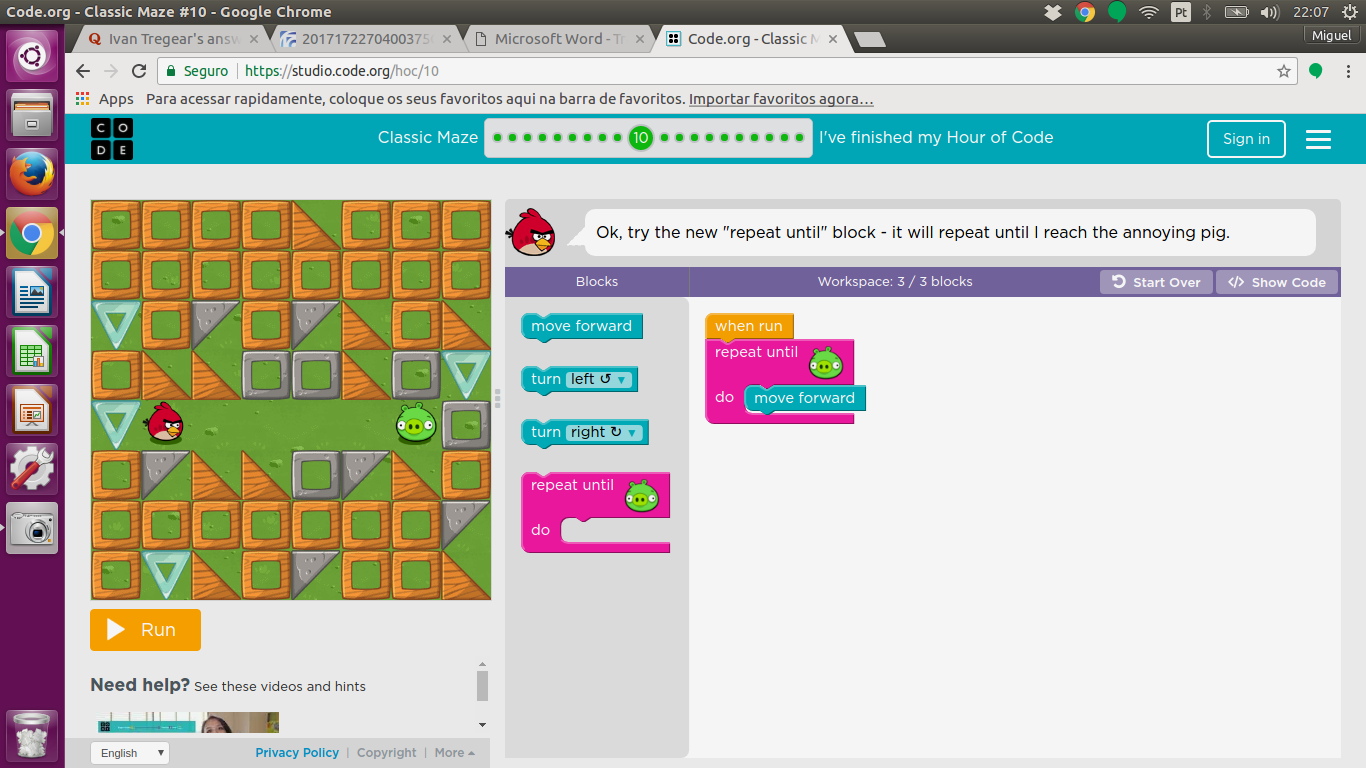 Code.org - Classic Maze #10 - Google Chrome
Pt
22:07
Ivan Tregear's answ
Microsoft Word - Tr
Code.org - Classic M
Miguel
Seguro
https://studio.code.org/hoc/10
Apps
Para acessar rapidamente, coloque os seus favoritos aqui na barra de favoritos. Importar favoritos agora...
C O
D E
Classic Maze
10
I've finished my Hour of Code
Sign in
Ok, try the new "repeat until" block - it will repeat until I reach the annoying pig.
Blocks
Workspace: 3 / 3 blocks
Start Over
Show Code
move forward
turn left ↺
turn right ↻
repeat until
do
when run
repeat until
do move forward
Run
Need help? See these videos and hints
English
Privacy Policy | Copyright | More